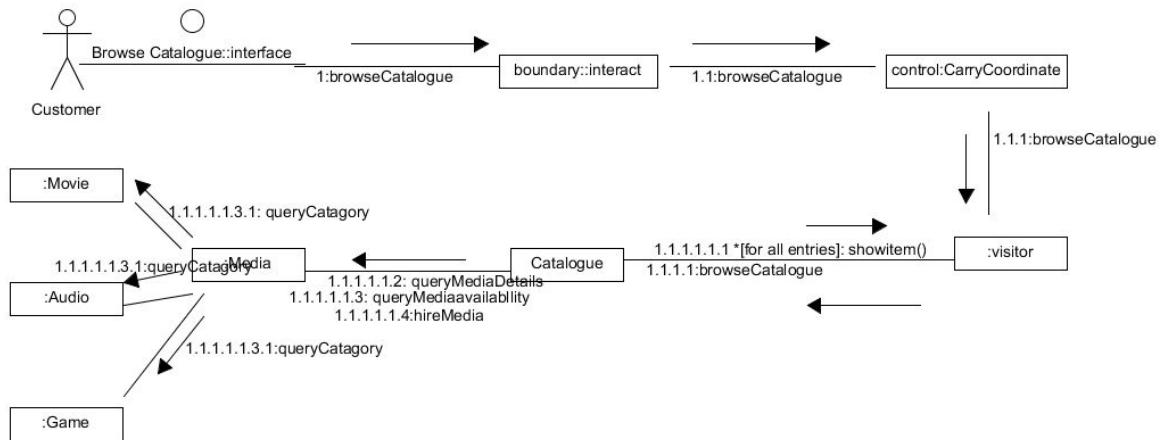 Browse Catalogue::interface
Customer
1:browseCatalogue
boundary::interact
1.1:browseCatalogue
control:CarryCoordinate
1.1.1:browseCatalogue
:Movie
1.1.1.1.1.3.1: queryCatagory
:Media
1.1.1.1.1.3.1:queryCatagory
:Audio
1.1.1.1.1.2: queryMediaDetails
1.1.1.1.1.3: queryMediaavailabllity
1.1.1.1.1.4:hireMedia
Catalogue
1.1.1.1.1.1 *[for all entries]: showitem()
1.1.1.1:browseCatalogue
:visitor
1.1.1.1.1.3.1:queryCatagory
:Game